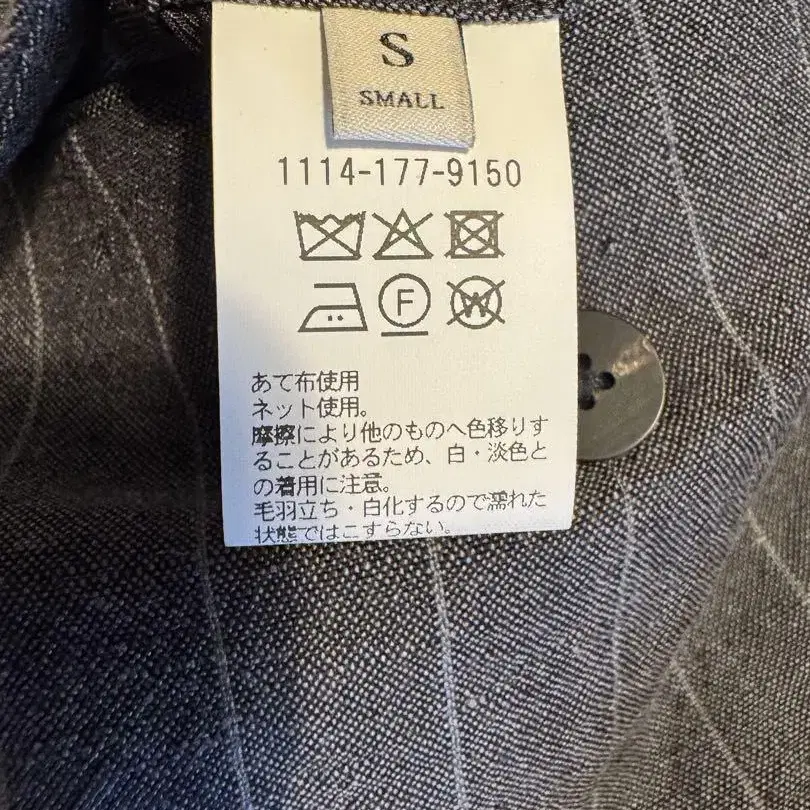 S
SMALL
1114-177-9150
F
W
あて布使用
ネット使用。
摩擦により他のものへ色移りす
ることがあるため、白・淡色と
の着用に注意。
毛羽立ち・白化するので濡れた
状態ではこすらない。